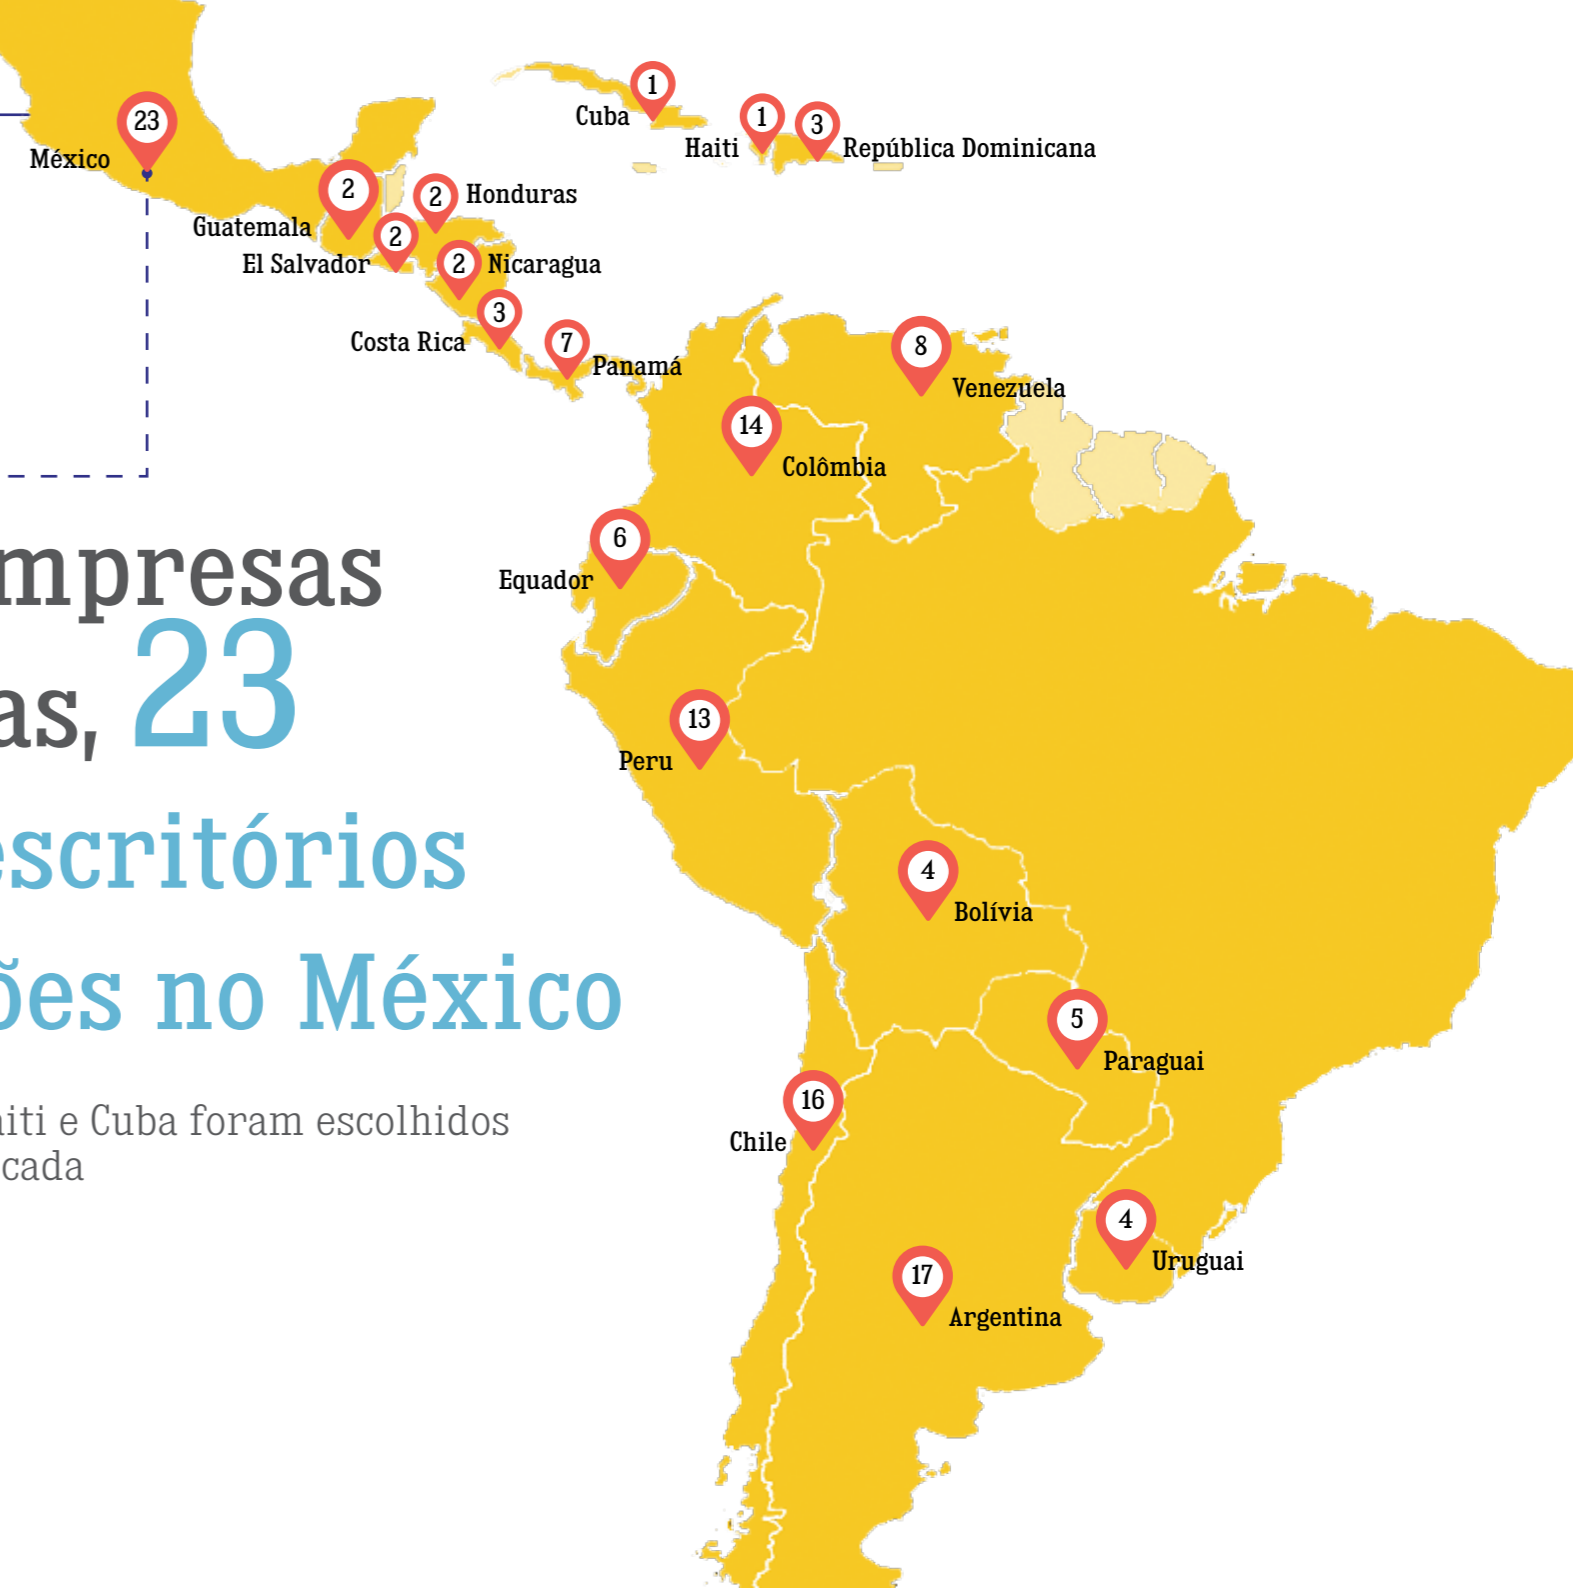 1
Cuba
1
Haiti
3
República Dominicana
23
México
2
Guatemala
2
Honduras
2
El Salvador
2
Nicaragua
3
Costa Rica
7
Panamá
8
Venezuela
14
Colômbia
6
Equador
mpresas
as, 23
escritórios
ões no México
aiti e Cuba foram escolhidos
cada
13
Peru
4
Bolívia
5
Paraguai
16
Chile
4
Uruguai
17
Argentina